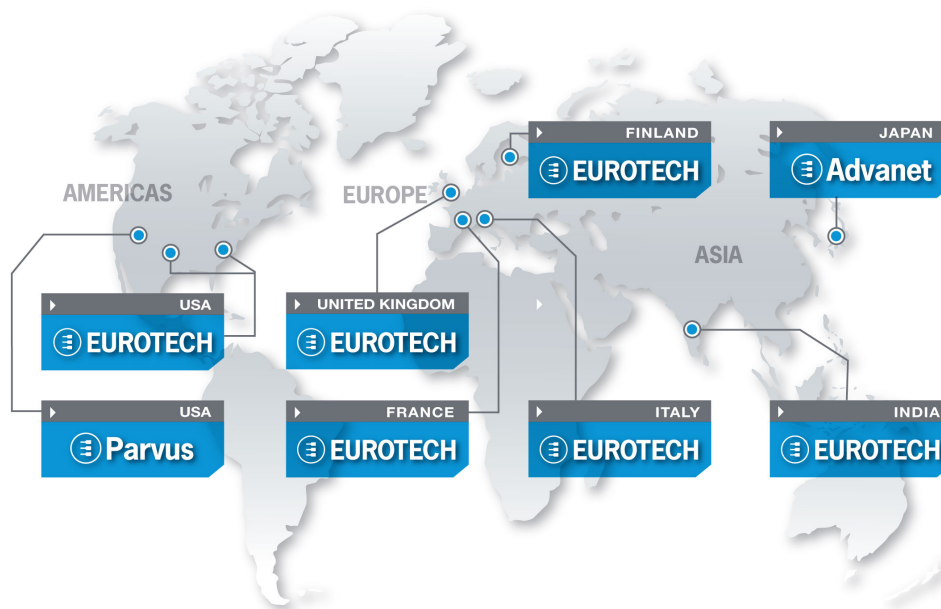 FINLAND
EUROTECH
JAPAN
Advanet
AMERICAS
EUROPE
ASIA
USA
EUROTECH
UNITED KINGDOM
EUROTECH
USA
Parvus
FRANCE
EUROTECH
ITALY
EUROTECH
INDIA
EUROTECH